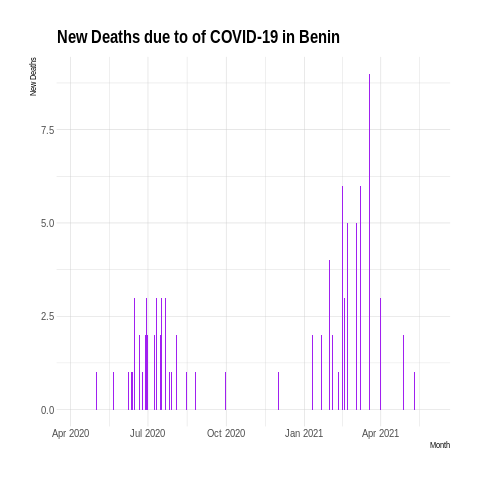 New Deaths due to of COVID-19 in Benin
New Deaths
7.5
5.0
2.5
0.0
Apr 2020 Jul 2020 Oct 2020 Jan 2021 Apr 2021
Month